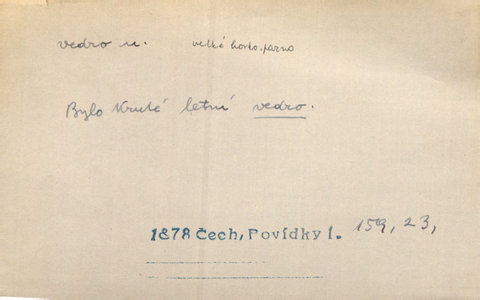 vedro n. velké horko, parno
Bylo kruté letní vedro.
1878 Čech, Povídky I. 159, 23,